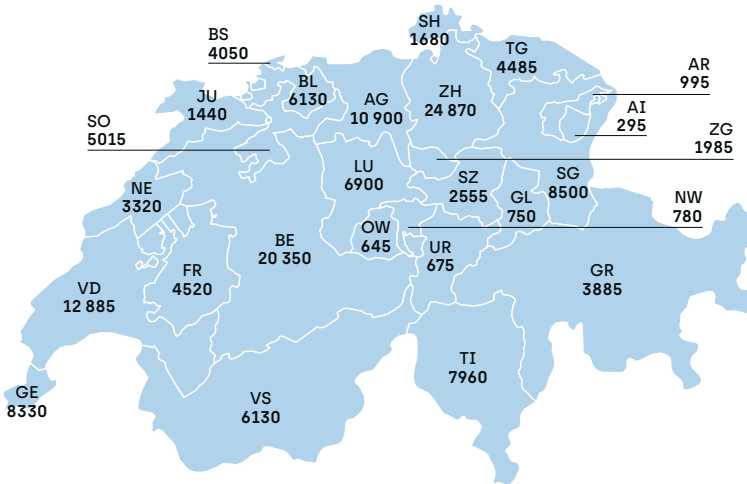 SH
1680
BS
4050
TG
4485
AR
995
BL
6130
ZH
24 870
JU
1440
AG
10 900
AI
295
SO
5015
ZG
1985
LU
6900
SZ
2555
SG
8500
GL
750
NE
3320
NW
780
OW
645
BE
20 350
UR
675
FR
4520
GR
3885
VD
12 885
TI
7960
GE
8330
VS
6130